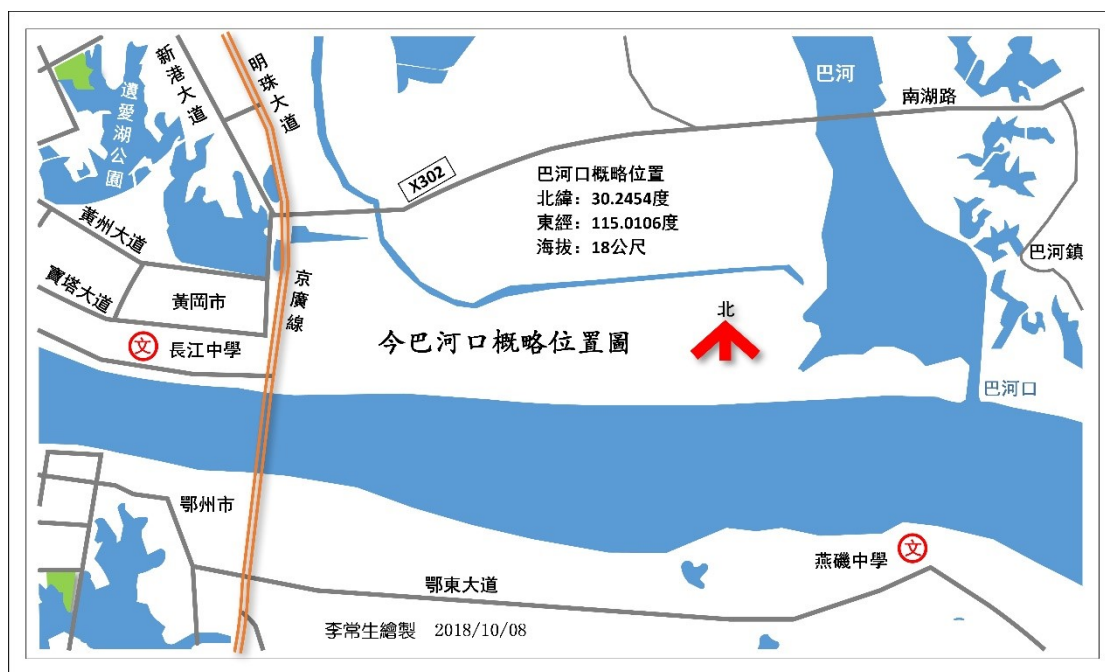 新港大道
明珠大道
巴河
南湖路
遺愛湖公園
X302
巴河口概略位置
北緯：30.2454度
東經：115.0106度
海拔：18公尺
黃州大道
巴河鎮
寶塔大道
黃岡市
京廣線
北
今巴河口概略位置圖
文
長江中學
巴河口
鄂州市
燕磯中學
文
鄂東大道
李常生繪製 2018/10/08